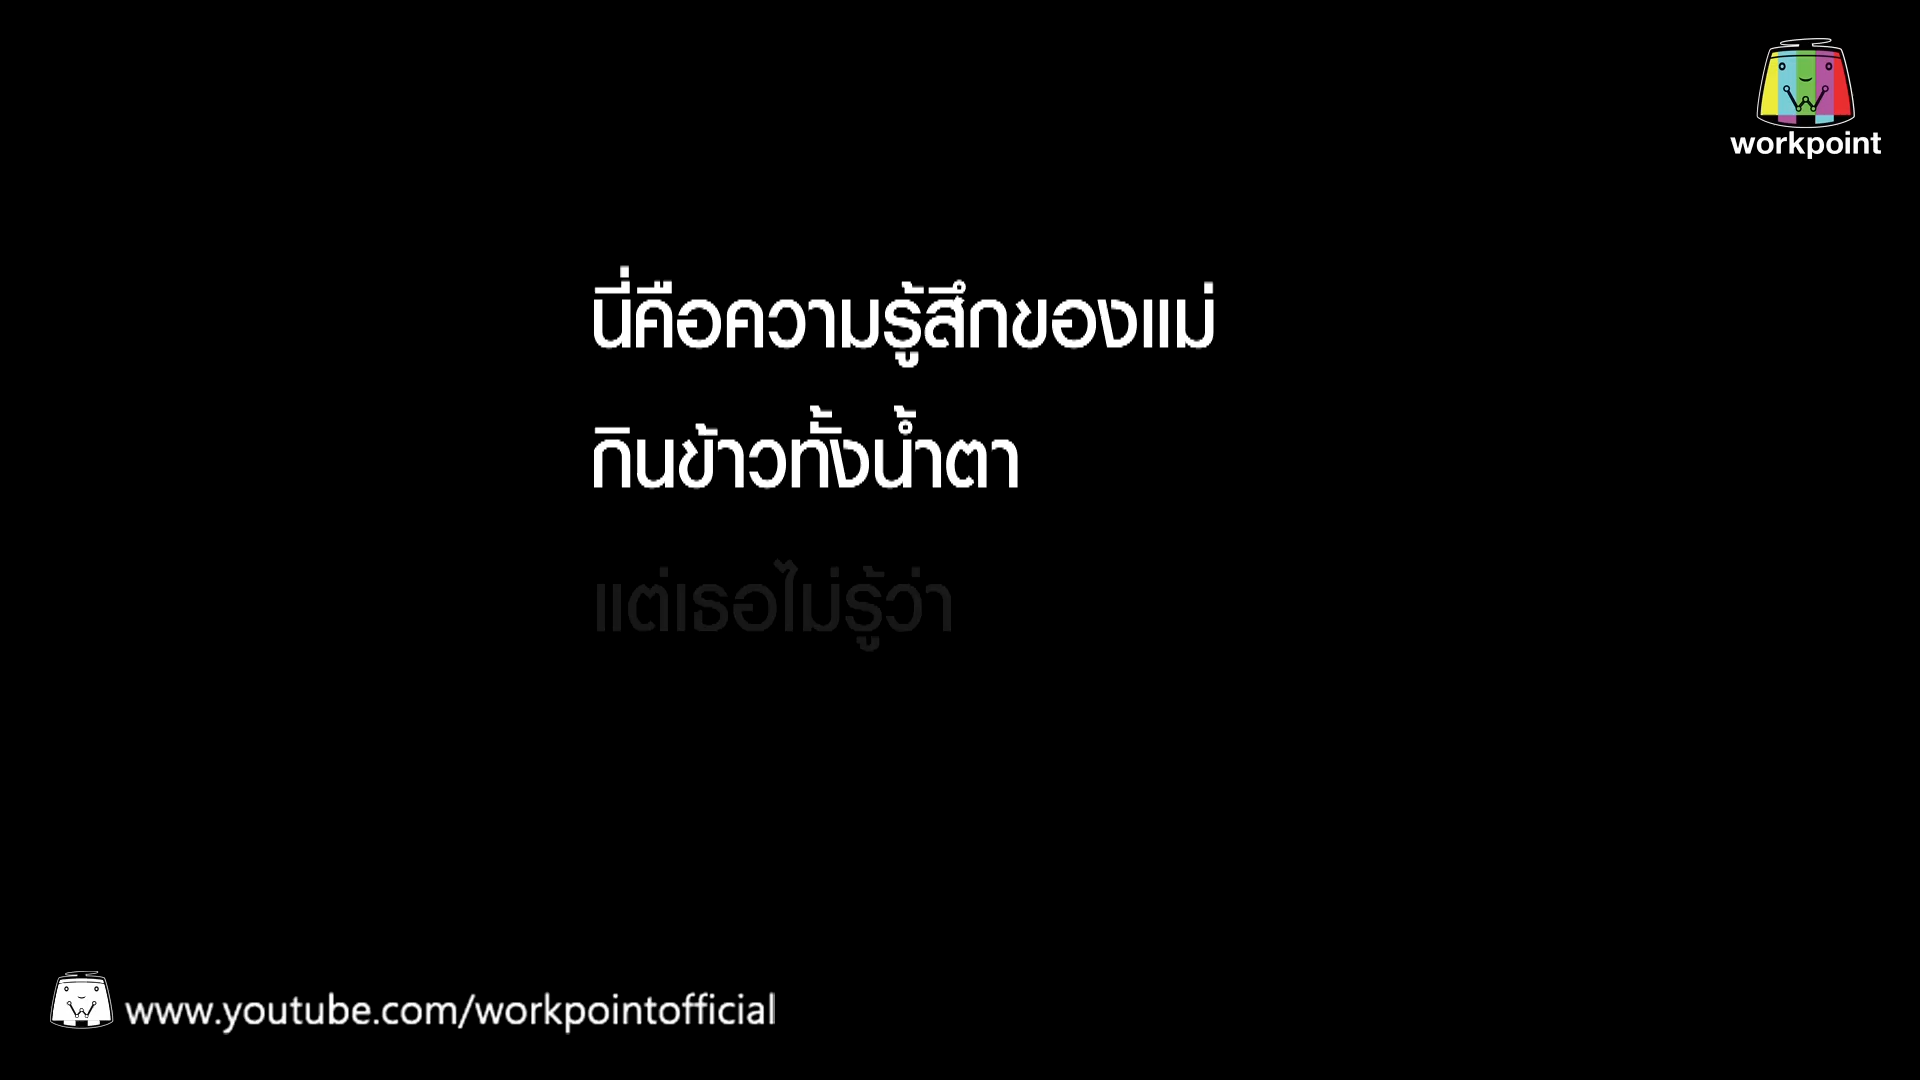 workpoint
นี่คือความรู้สึกของแม่
กินข้าวทั้งน้ำตา
แต่เธอไม่รู้ว่า
www.youtube.com/workpointofficial